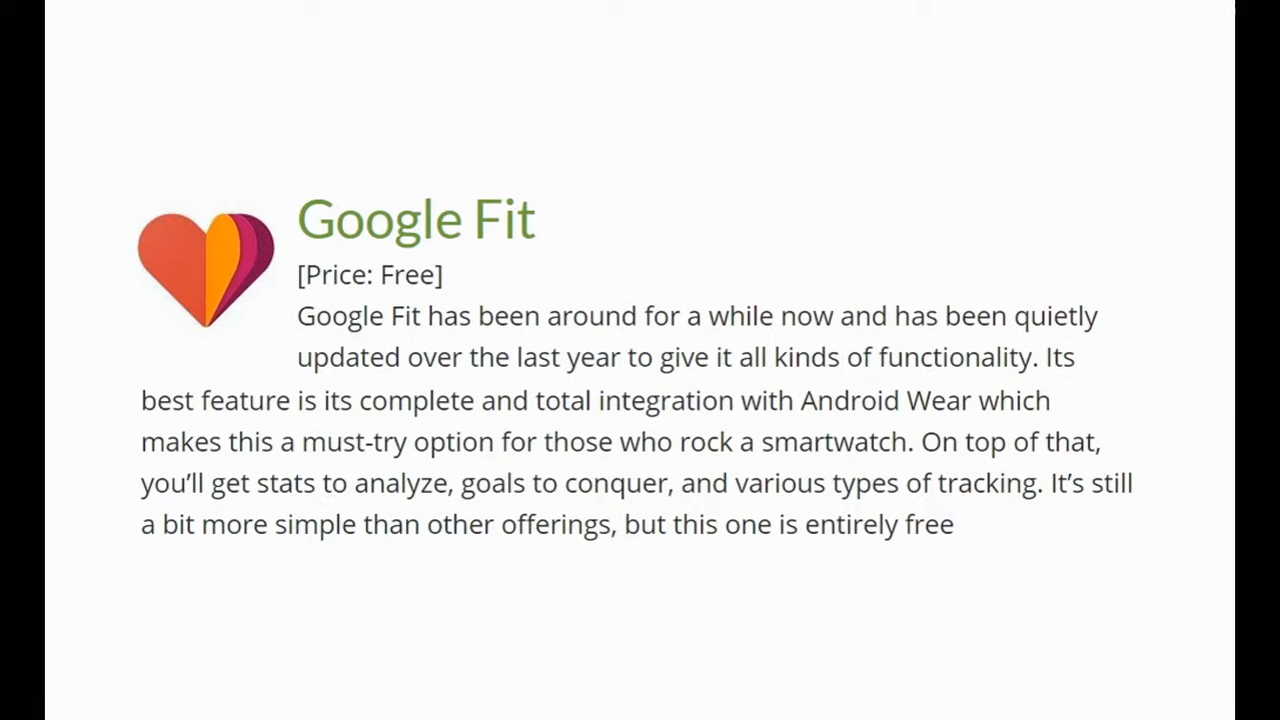 Google Fit
[Price: Free]
Google Fit has been around for a while now and has been quietly
updated over the last year to give it all kinds of functionality. Its
best feature is its complete and total integration with Android Wear which
makes this a must-try option for those who rock a smartwatch. On top of that,
you’ll get stats to analyze, goals to conquer, and various types of tracking. It’s still
a bit more simple than other offerings, but this one is entirely free